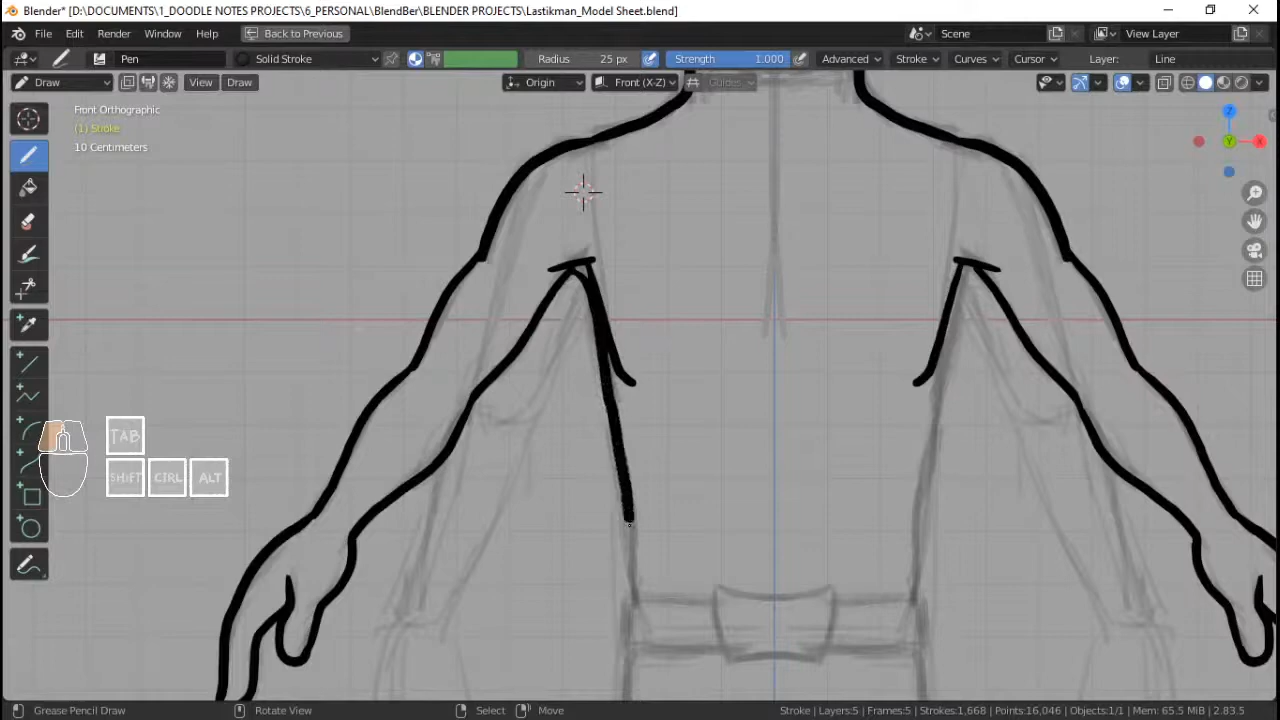 Blender* [D:\DOCUMENTS\1_DOODLE NOTES PROJECTS\6_PERSONAL\BlendBer\BLENDER PROJECTS\Lastikman_Model Sheet.blend]
File Edit Render Window Help Back to Previous Scene View Layer
Pen Solid Stroke Radius 25 px Strength 1.000 Advanced Stroke Curves Cursor Layer: Line
Draw View Draw Origin Front (X-Z) Guides
Front Orthographic
(1) Stroke
10 Centimeters
Z
Y
X
TAB
SHIFT CTRL ALT
Grease Pencil Draw Rotate View Select Move Stroke | Layers:5 | Frames:5 | Strokes:1,668 | Points:16,046 | Objects:1/1 | Mem: 65.5 MiB | 2.83.5